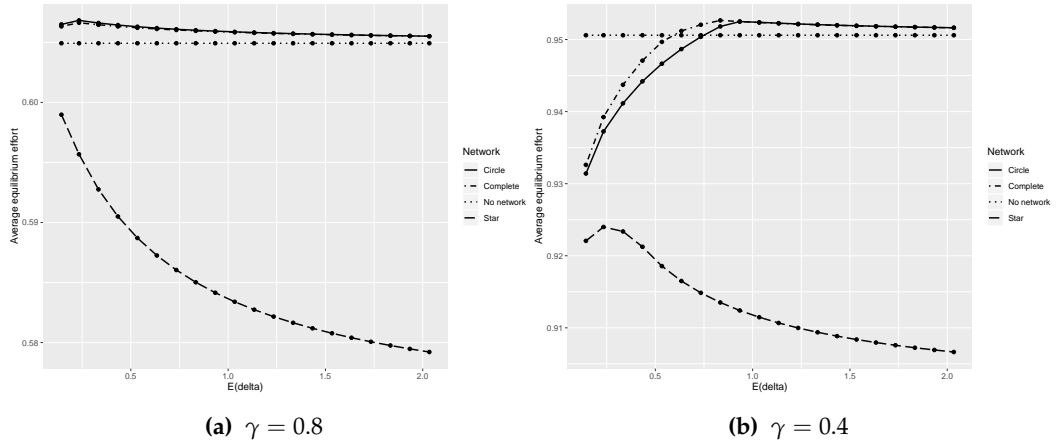 Average equilibrium effort
0.60
0.59
0.58
0.5
1.0
1.5
2.0
E(delta)
Network
Circle
Complete
No network
Star
(a) γ = 0.8
Average equilibrium effort
0.95
0.94
0.93
0.92
0.91
0.5
1.0
1.5
2.0
E(delta)
Network
Circle
Complete
No network
Star
(b) γ = 0.4